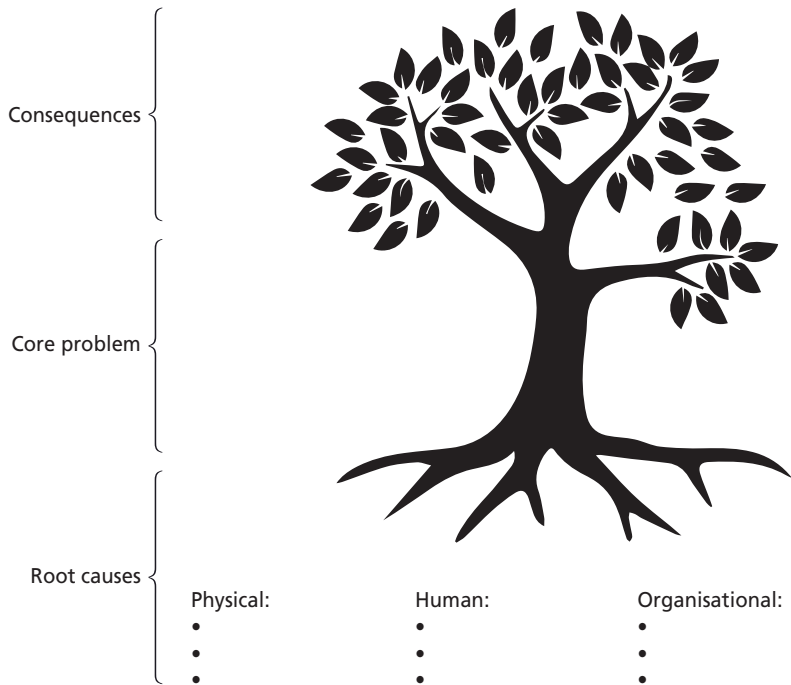 Consequences
Core problem
Root causes
Physical: Human: Organisational:
• • •
• • •
• • •